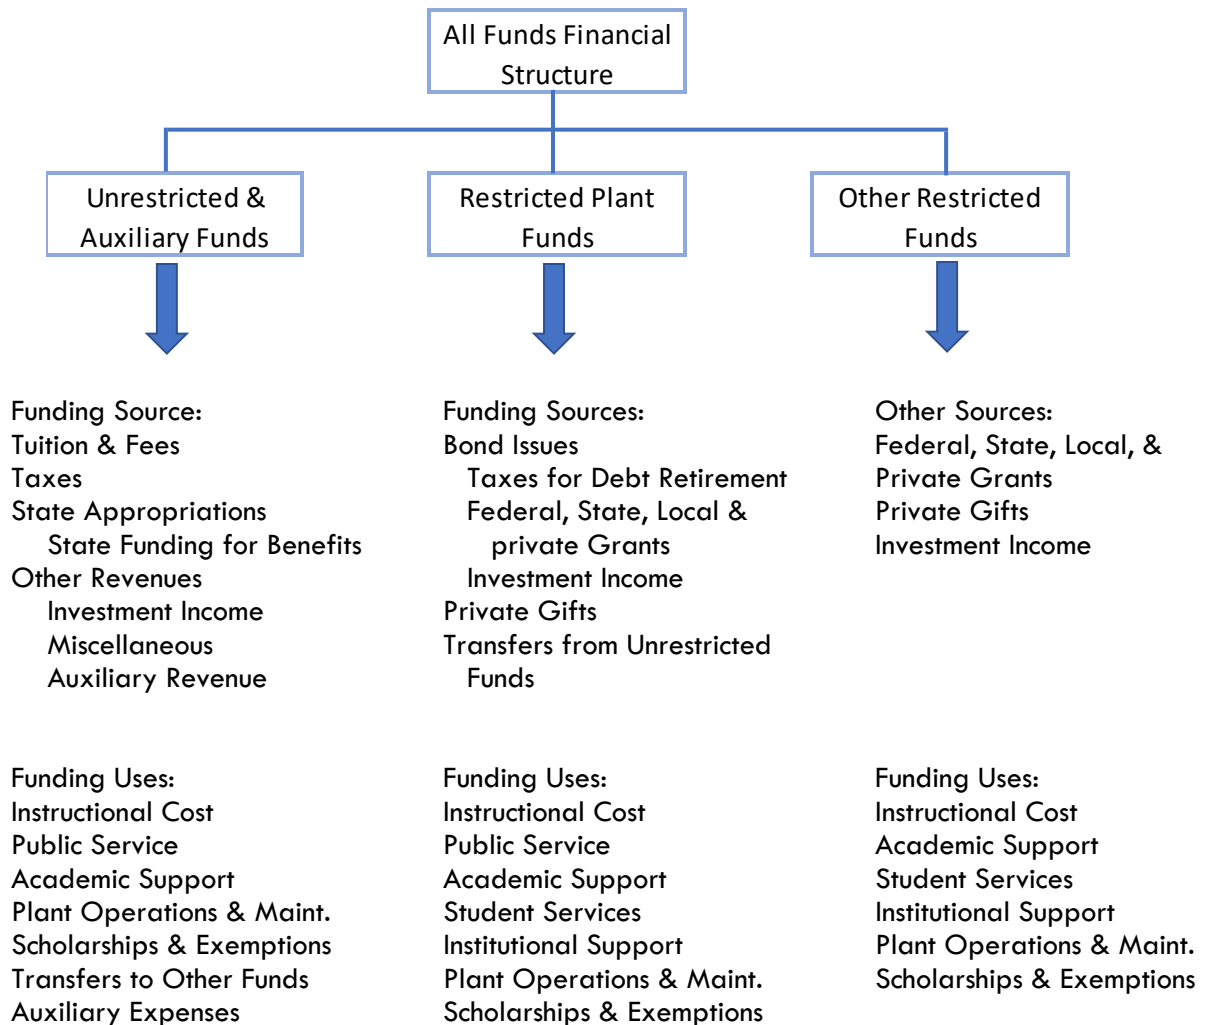 All Funds Financial
Structure
Unrestricted &
Auxiliary Funds
Restricted Plant
Funds
Other Restricted
Funds
Funding Source:
Tuition & Fees
Taxes
State Appropriations
State Funding for Benefits
Other Revenues
Investment Income
Miscellaneous
Auxiliary Revenue
Funding Sources:
Bond Issues
Taxes for Debt Retirement
Federal, State, Local &
private Grants
Investment Income
Private Gifts
Transfers from Unrestricted
Funds
Other Sources:
Federal, State, Local, &
Private Grants
Private Gifts
Investment Income
Funding Uses:
Instructional Cost
Public Service
Academic Support
Plant Operations & Maint.
Scholarships & Exemptions
Transfers to Other Funds
Auxiliary Expenses
Funding Uses:
Instructional Cost
Public Service
Academic Support
Student Services
Institutional Support
Plant Operations & Maint.
Scholarships & Exemptions
Funding Uses:
Instructional Cost
Academic Support
Student Services
Institutional Support
Plant Operations & Maint.
Scholarships & Exemptions